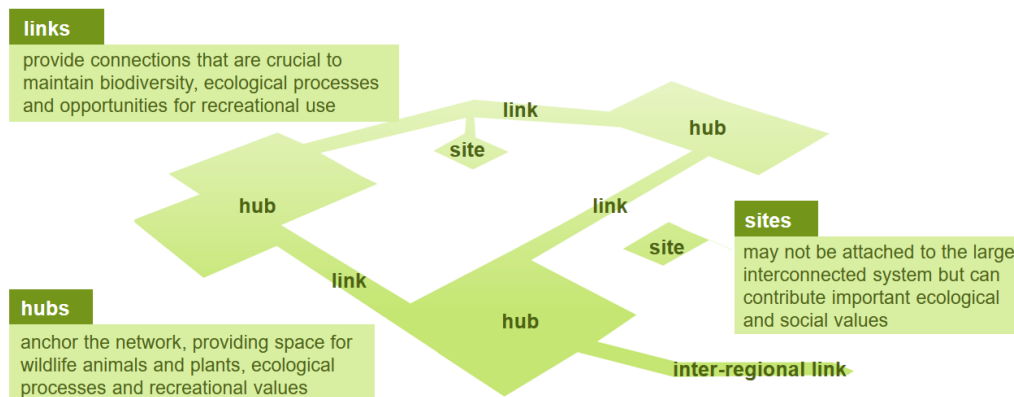 links
provide connections that are crucial to
maintain biodiversity, ecological processes
and opportunities for recreational use
link
hub
site
hub
link
sites
site
may not be attached to the large
interconnected system but can
contribute important ecological
and social values
link
hubs
anchor the network, providing space for
wildlife animals and plants, ecological
processes and recreational values
hub
inter-regional link